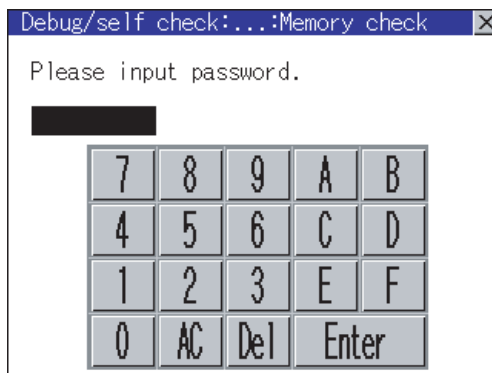 Debug/self check:...:Memory check ×
Please input password.
7 8 9 A B
4 5 6 C D
1 2 3 E F
0 AC Del Enter